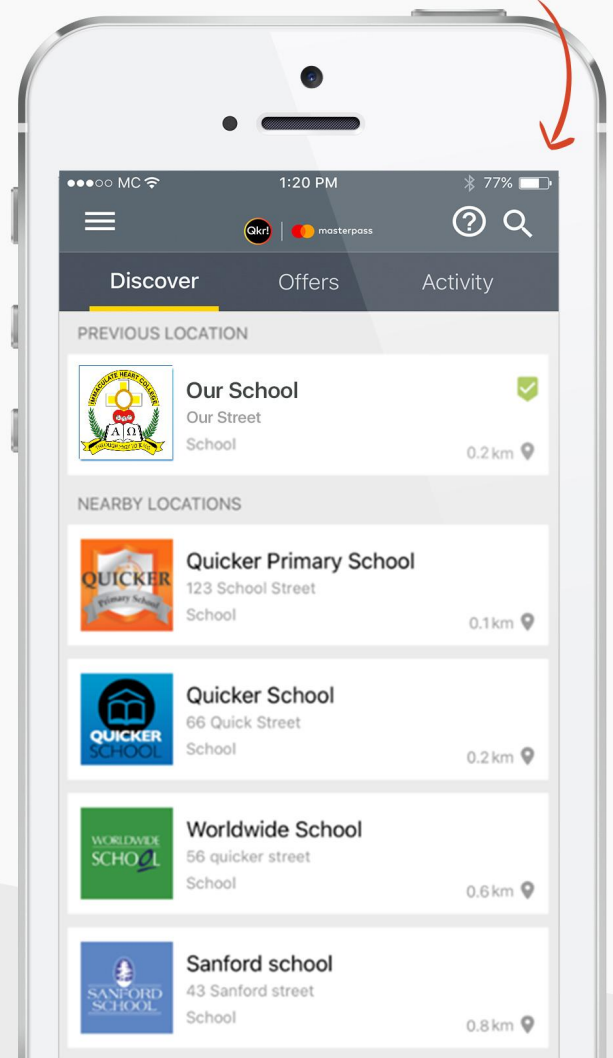 MC
1:20 PM
77%
Qkr!
masterpass
Discover
Offers
Activity
PREVIOUS LOCATION
IMMACULATE HEART COLLEGE
Α Ω
Our School
Our Street
School
0.2 km
NEARBY LOCATIONS
QUICKER
Primary School
Quicker Primary School
123 School Street
School
0.1 km
QUICKER
SCHOOL
Quicker School
66 Quick Street
School
0.2 km
WORLDWIDE
SCHOOL
Worldwide School
56 quicker street
School
0.6 km
SANFORD
SCHOOL
Sanford school
43 Sanford street
School
0.8 km